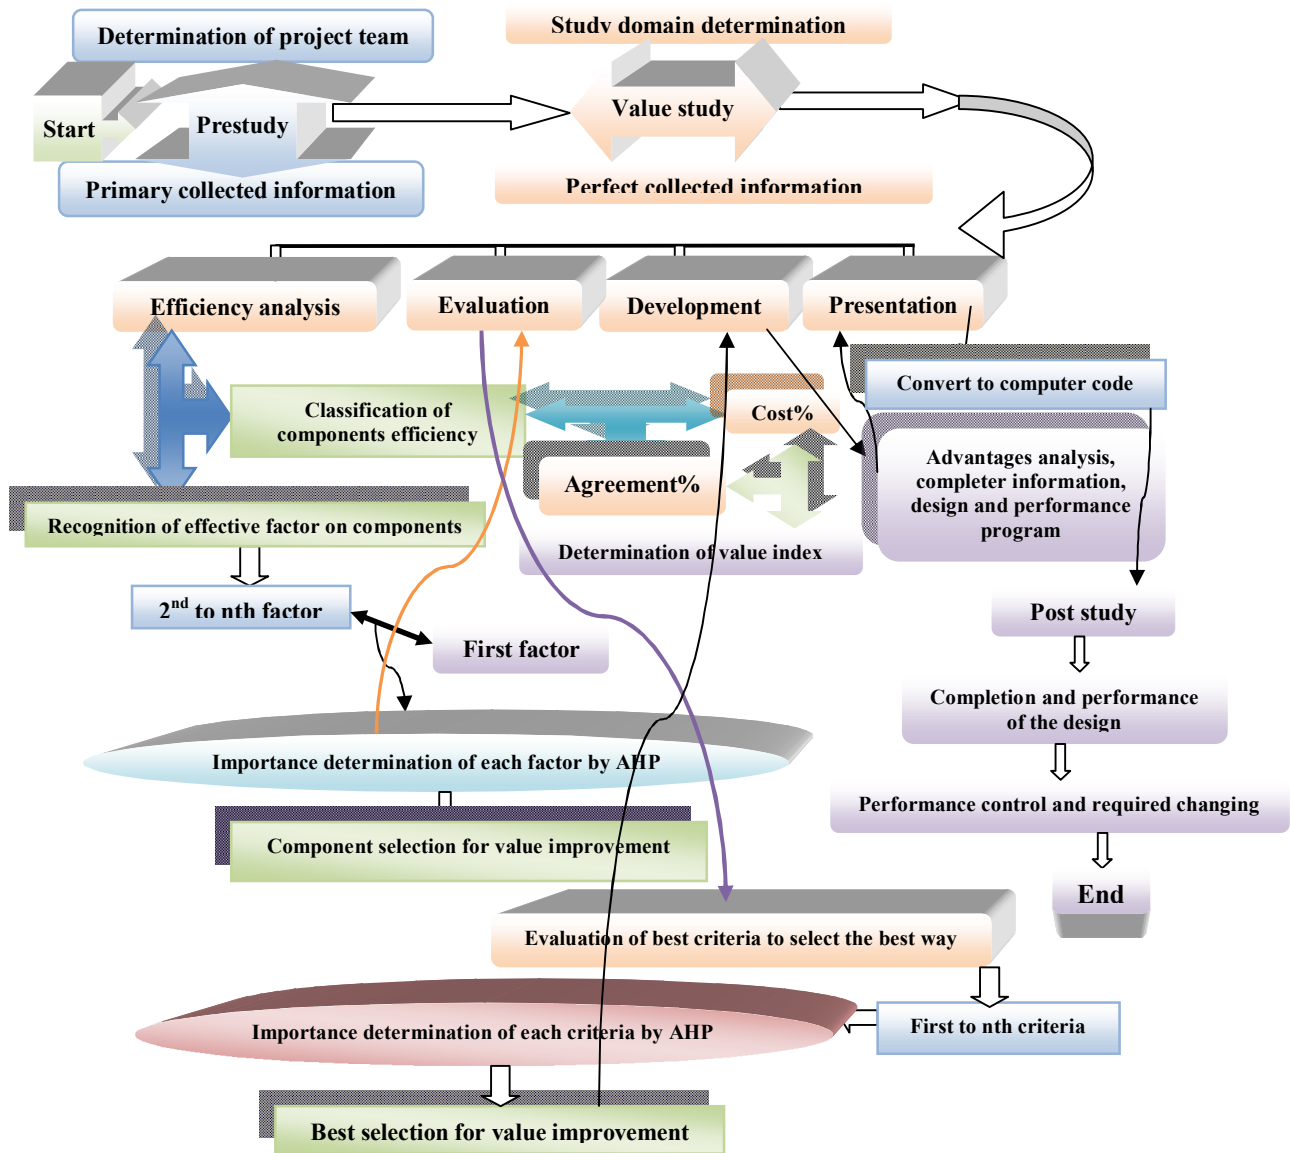 Determination of project team
Study domain determination
Start
Prestudy
Value study
Primary collected information
Perfect collected information
Efficiency analysis
Evaluation
Development
Presentation
Convert to computer code
Classification of
components efficiency
Cost%
Agreement%
Advantages analysis,
completer information,
design and performance
program
Recognition of effective factor on components
Determination of value index
2nd to nth factor
First factor
Post study
Completion and performance
of the design
Importance determination of each factor by AHP
Performance control and required changing
Component selection for value improvement
End
Evaluation of best criteria to select the best way
First to nth criteria
Importance determination of each criteria by AHP
Best selection for value improvement